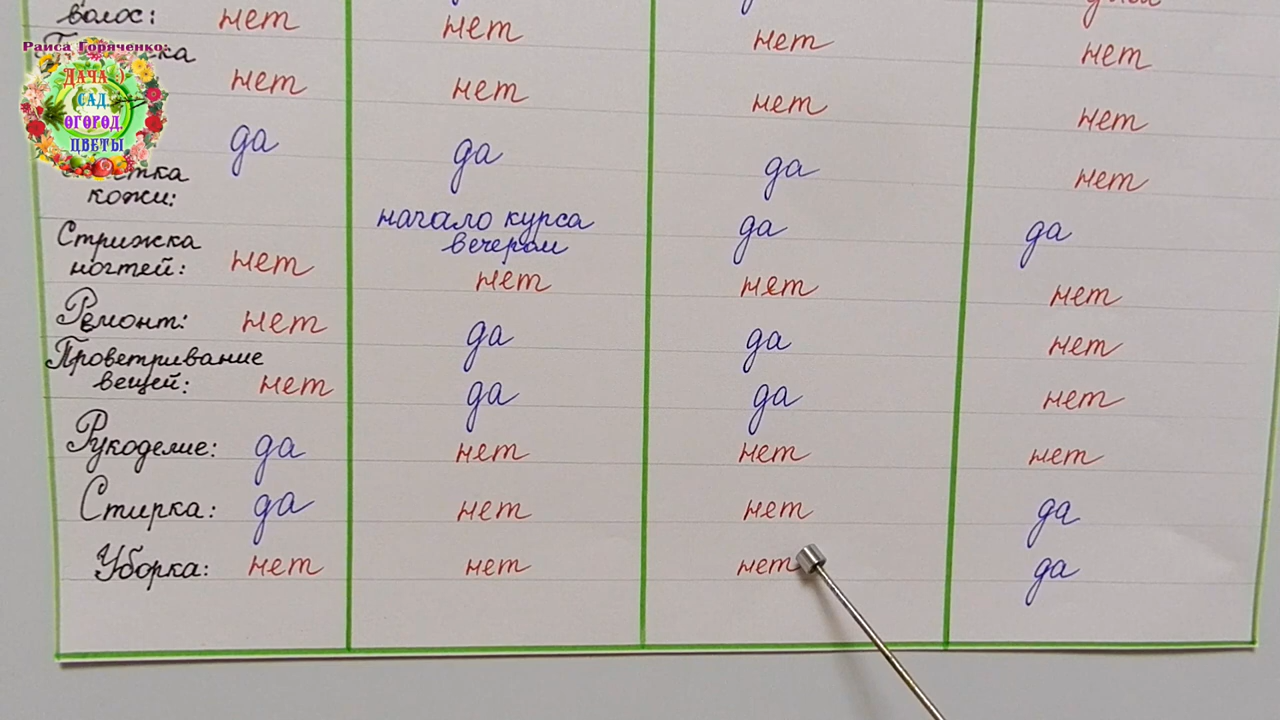 волос: нет нет нет
Раиса Горяченко:
нет нет нет нет
ДАЧА :)
САД,
ОГОРОД,
ЦВЕТЫ
да да да нет
кожи:
начало курса да да
вечером
Стрижка
ногтей: нет нет нет нет
Ремонт: нет да да нет
Проветривание
вещей: нет да да нет
Рукоделие: да нет нет нет
Стирка: да нет нет да
Уборка: нет нет нет да